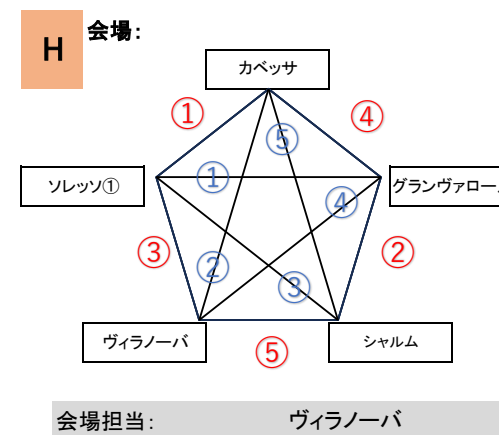 H
会場:
カベッサ
①
④
⑤
ソレッソ①
①
④
グランヴァローレ
③
②
③
②
ヴィラノーバ
⑤
シャルム
会場担当: ヴィラノーバ